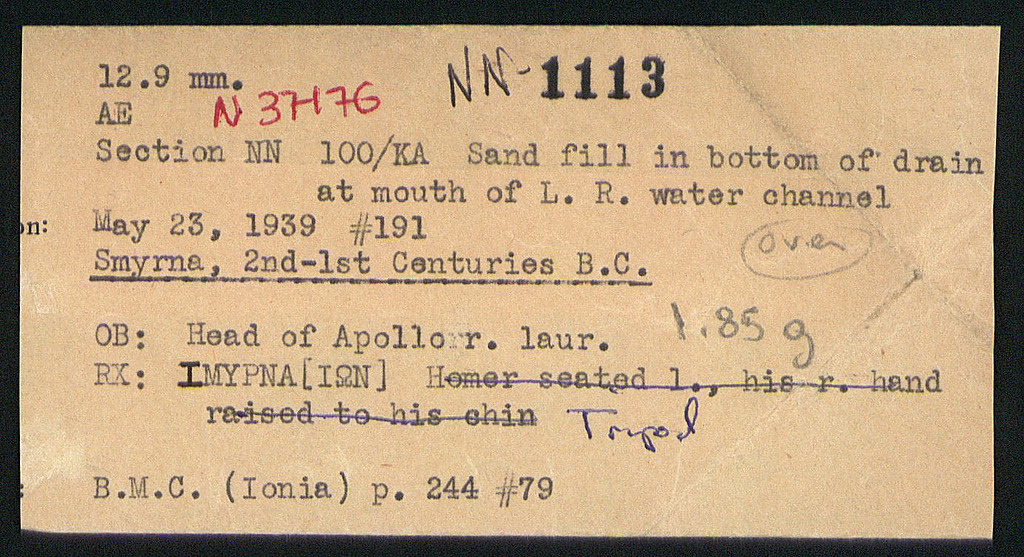 12.9 mm. NN-1113
AE N 37176
Section NN 100/KA Sand fill in bottom of drain
at mouth of L. R. water channel
on: May 23, 1939 #191
over
Smyrna, 2nd-1st Centuries B.C.
OB: Head of Apollo r. laur. 1.85 g
RX: IMYPNA[IΩN] Homer seated l., his r. hand
raised to his chin Tripod
: B.M.C. (Ionia) p. 244 #79